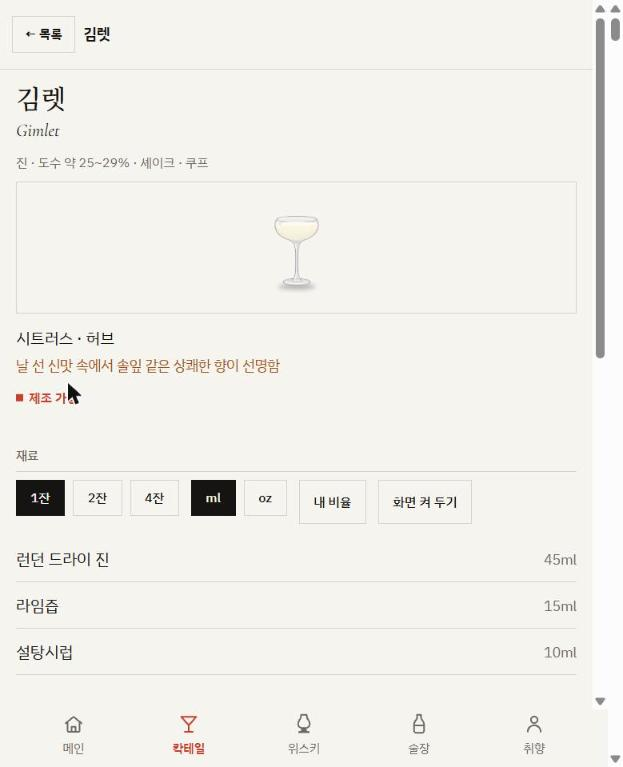 ← 목록 김렛
김렛
Gimlet
진 · 도수 약 25~29% · 셰이크 · 쿠프
시트러스 · 허브
날 선 신맛 속에서 솔잎 같은 상쾌한 향이 선명함
제조
재료
1잔 2잔 4잔 ml oz 내 비율 화면 켜 두기
런던 드라이 진 45ml
라임즙 15ml
설탕시럽 10ml
메인 칵테일 위스키 술장 취향